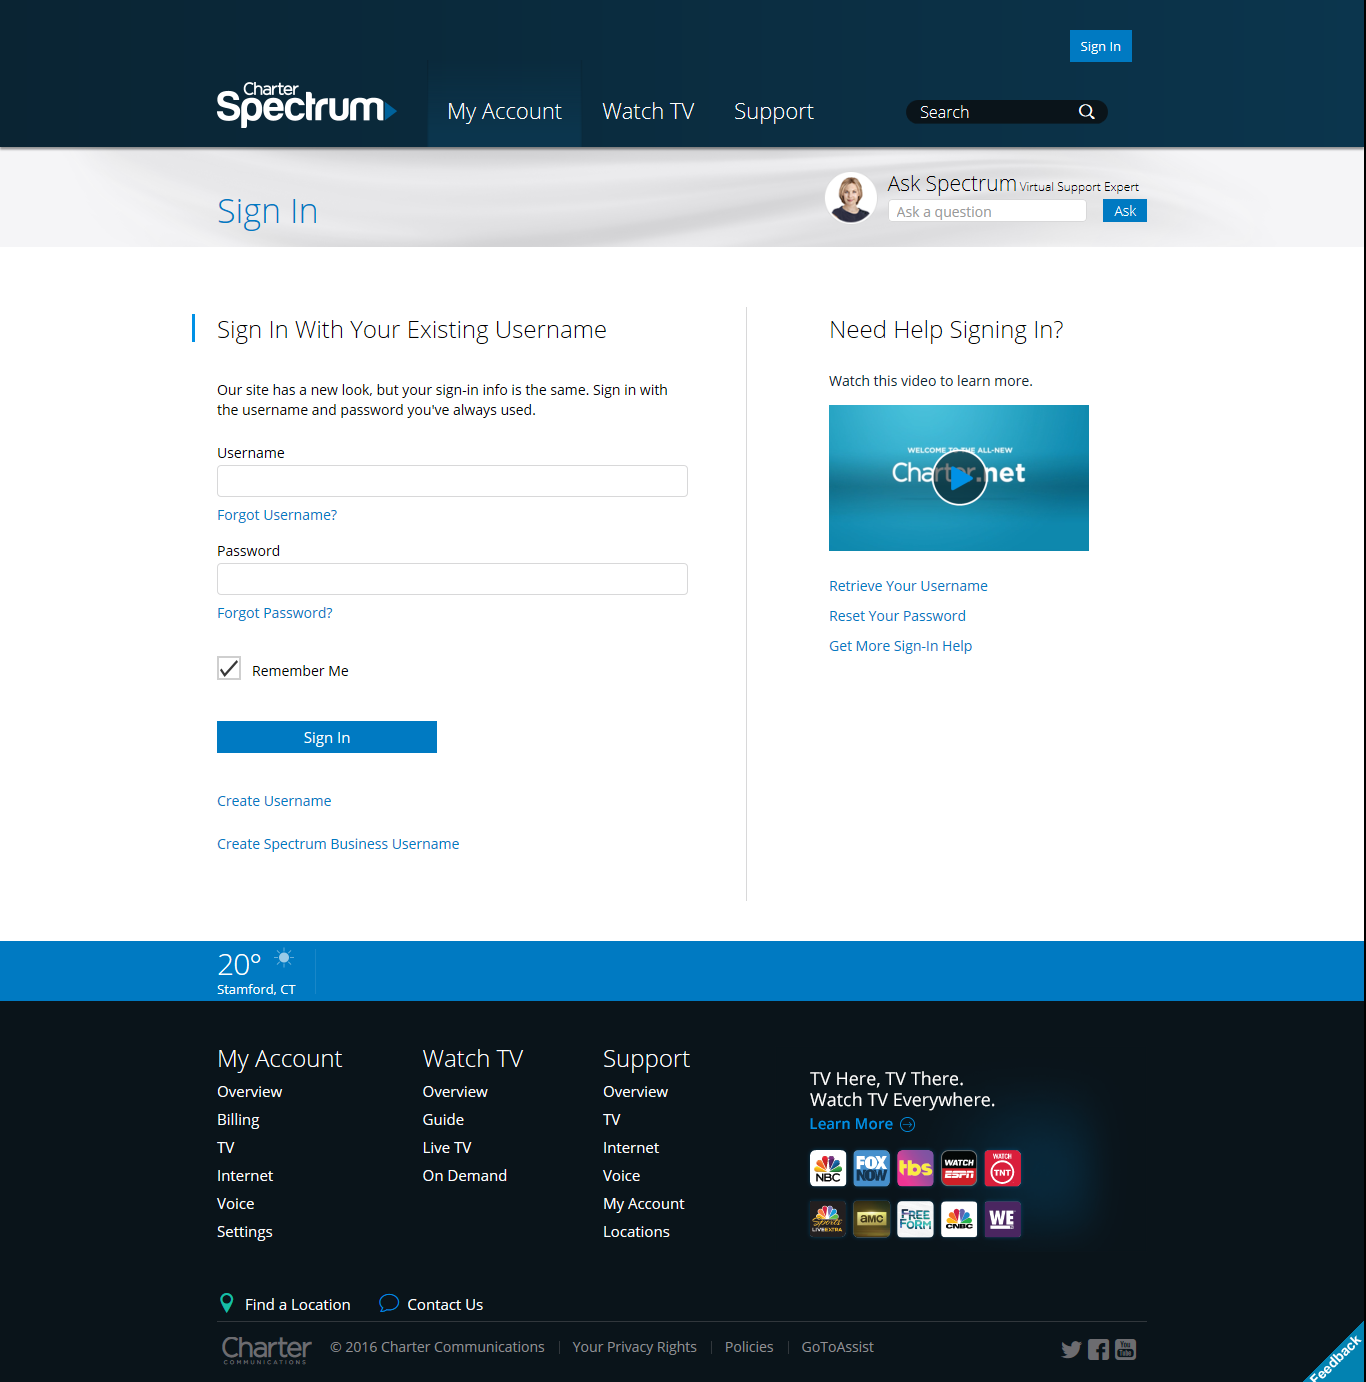 Sign In
Charter
Spectrum
My Account
Watch TV
Support
Search
Sign In
Ask Spectrum Virtual Support Expert
Ask a question
Ask
Sign In With Your Existing Username
Our site has a new look, but your sign-in info is the same. Sign in with
the username and password you've always used.
Username
Forgot Username?
Password
Forgot Password?
Remember Me
Sign In
Create Username
Create Spectrum Business Username
Need Help Signing In?
Watch this video to learn more.
WELCOME TO THE ALL-NEW
Charter.net
Retrieve Your Username
Reset Your Password
Get More Sign-In Help
20°
Stamford, CT
My Account
Overview
Billing
TV
Internet
Voice
Settings
Watch TV
Overview
Guide
Live TV
On Demand
Support
Overview
TV
Internet
Voice
My Account
Locations
TV Here, TV There.
Watch TV Everywhere.
Learn More
NBC
FOX
NOW
tbs
WATCH
ESPN
WATCH
TNT
Sports
LIVE EXTRA
amc
FREE
FORM
CNBC
WE
Find a Location
Contact Us
Charter
COMMUNICATIONS
© 2016 Charter Communications
Your Privacy Rights
Policies
GoToAssist
You
Tube
Feedback